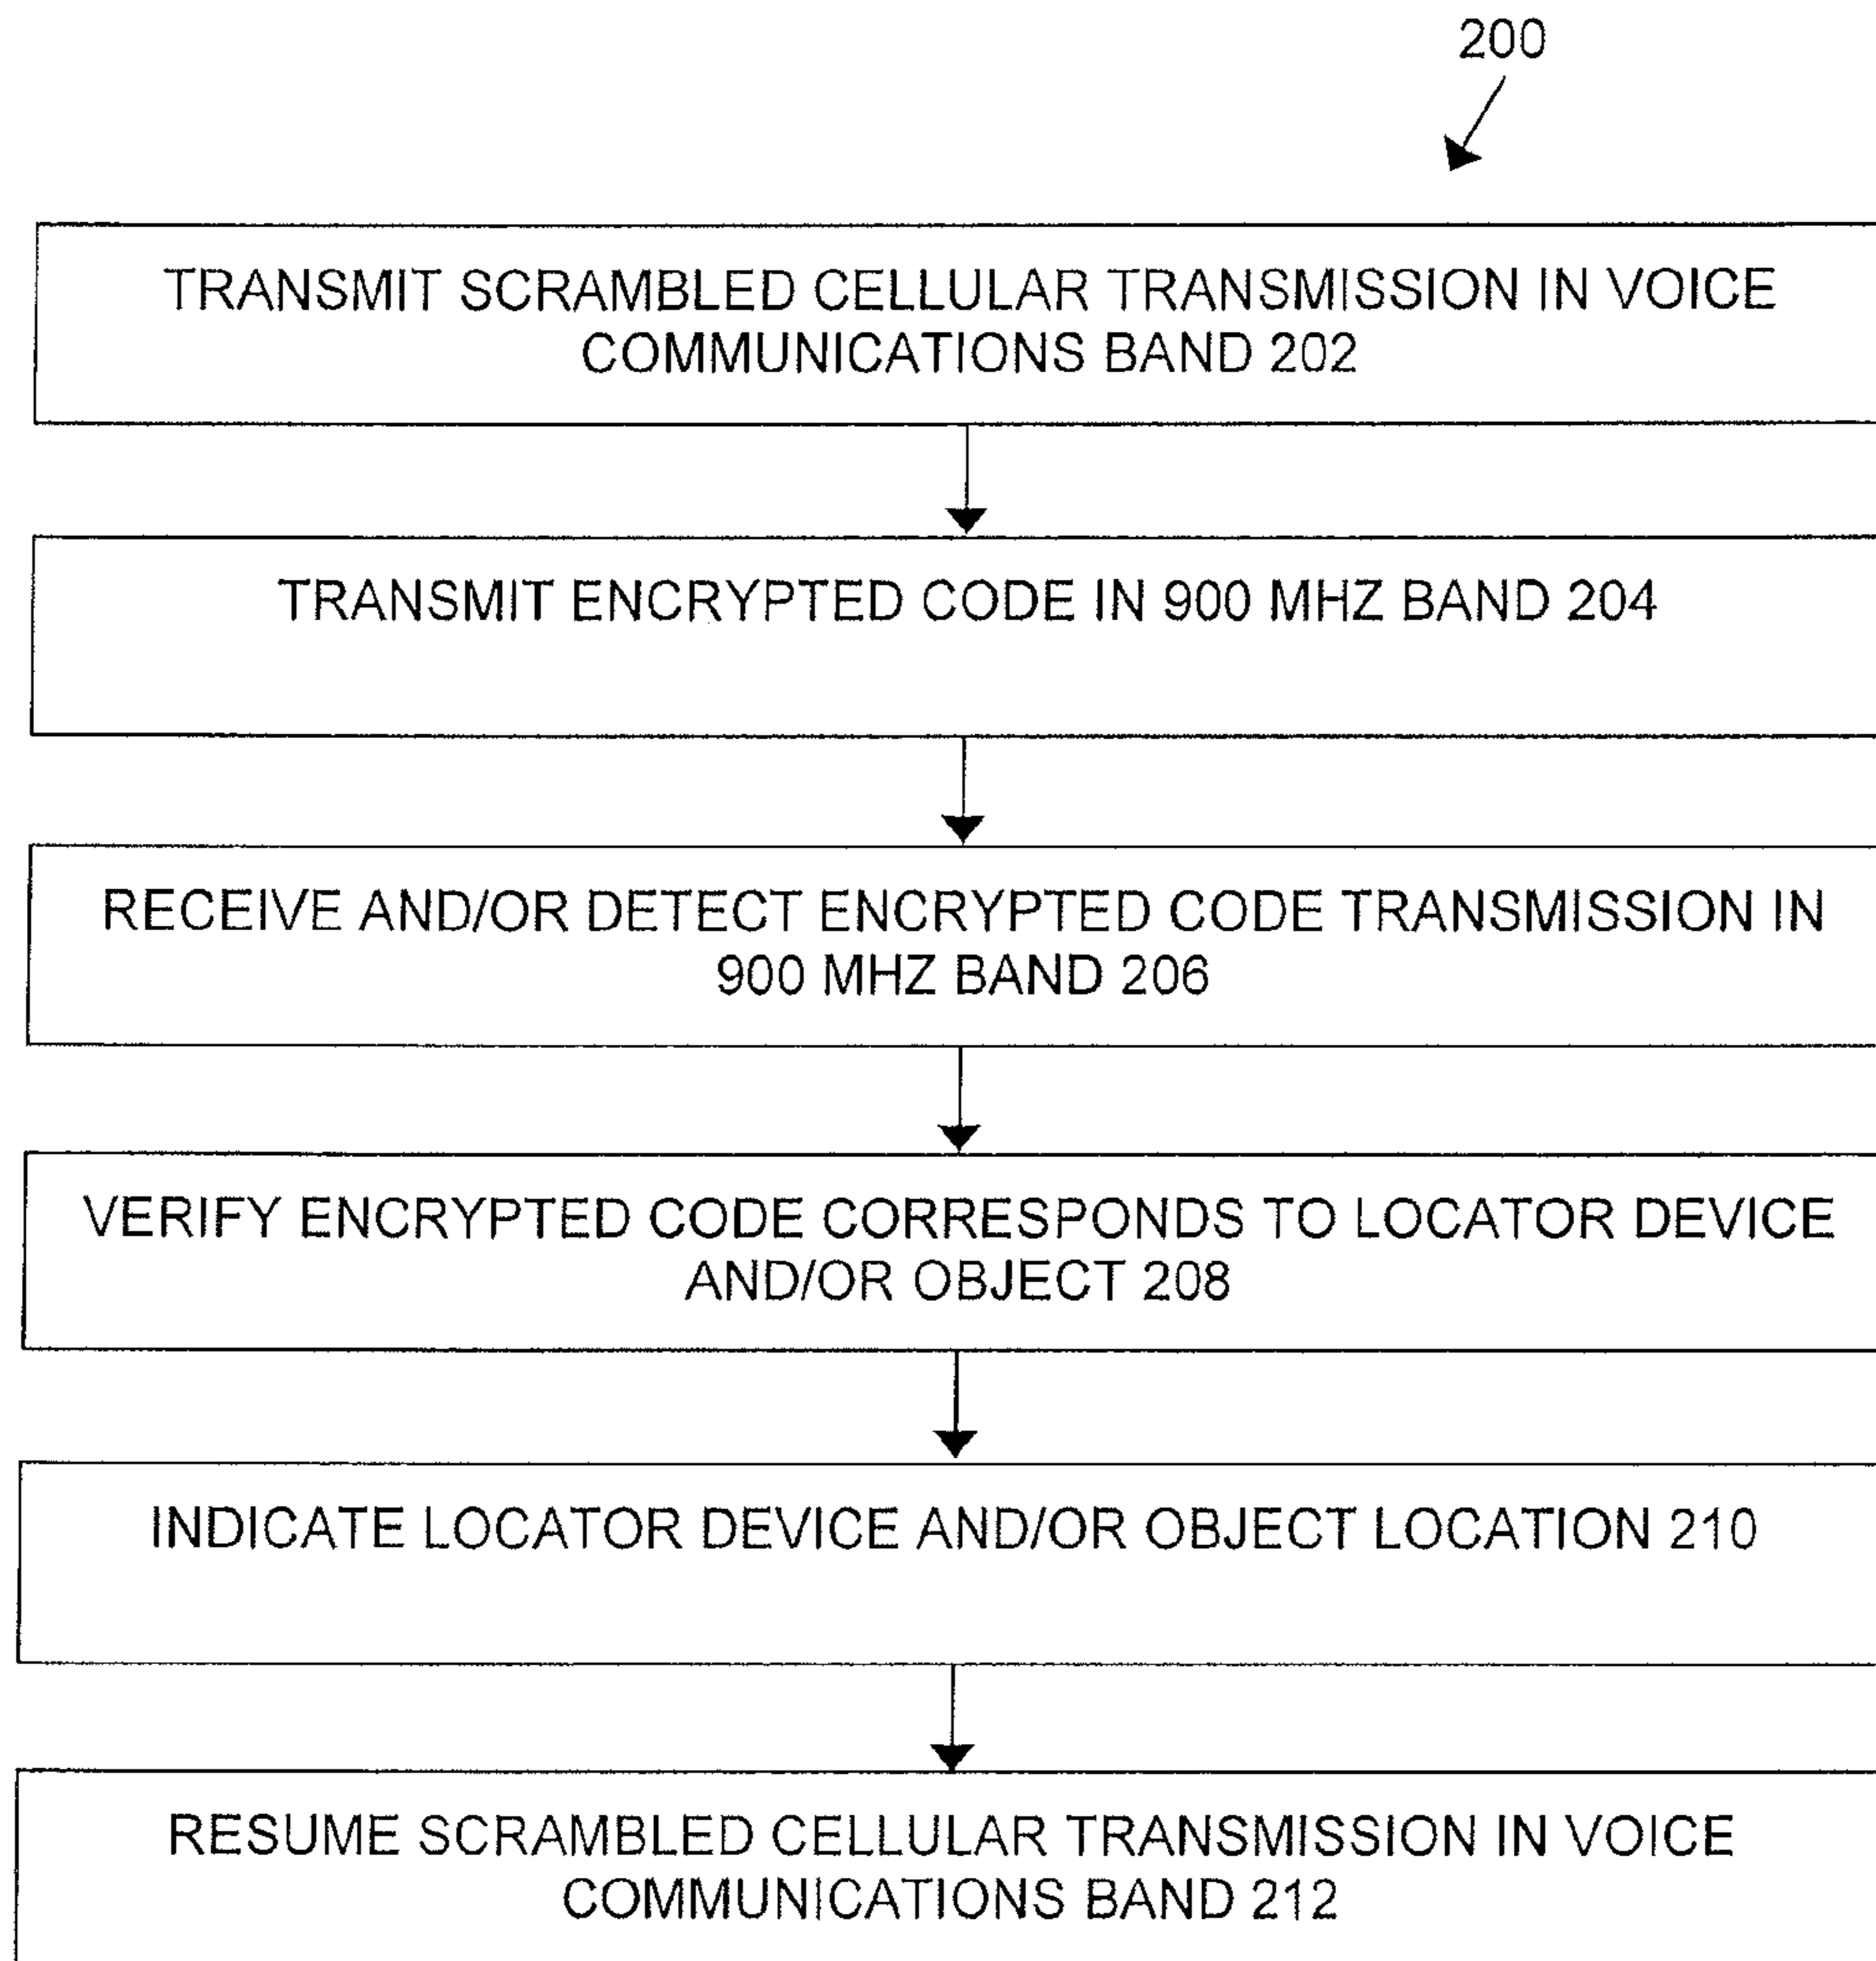 200
TRANSMIT SCRAMBLED CELLULAR TRANSMISSION IN VOICE
COMMUNICATIONS BAND 202
TRANSMIT ENCRYPTED CODE IN 900 MHZ BAND 204
RECEIVE AND/OR DETECT ENCRYPTED CODE TRANSMISSION IN
900 MHZ BAND 206
VERIFY ENCRYPTED CODE CORRESPONDS TO LOCATOR DEVICE
AND/OR OBJECT 208
INDICATE LOCATOR DEVICE AND/OR OBJECT LOCATION 210
RESUME SCRAMBLED CELLULAR TRANSMISSION IN VOICE
COMMUNICATIONS BAND 212